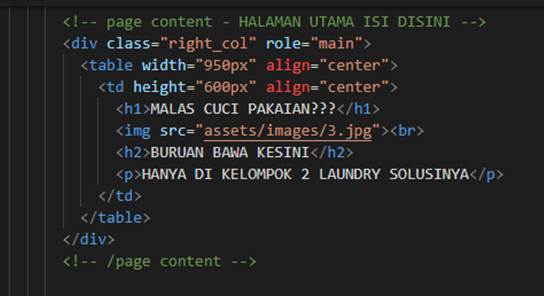 <!-- page content - HALAMAN UTAMA ISI DISINI -->
<div class="right_col" role="main">
<table width="950px" align="center">
<td height="600px" align="center">
<h1>MALAS CUCI PAKAIAN???</h1>
<img src="assets/images/3.jpg"><br>
<h2>BURUAN BAWA KESINI</h2>
<p>HANYA DI KELOMPOK 2 LAUNDRY SOLUSINYA</p>
</td>
</table>
</div>
<!-- /page content -->